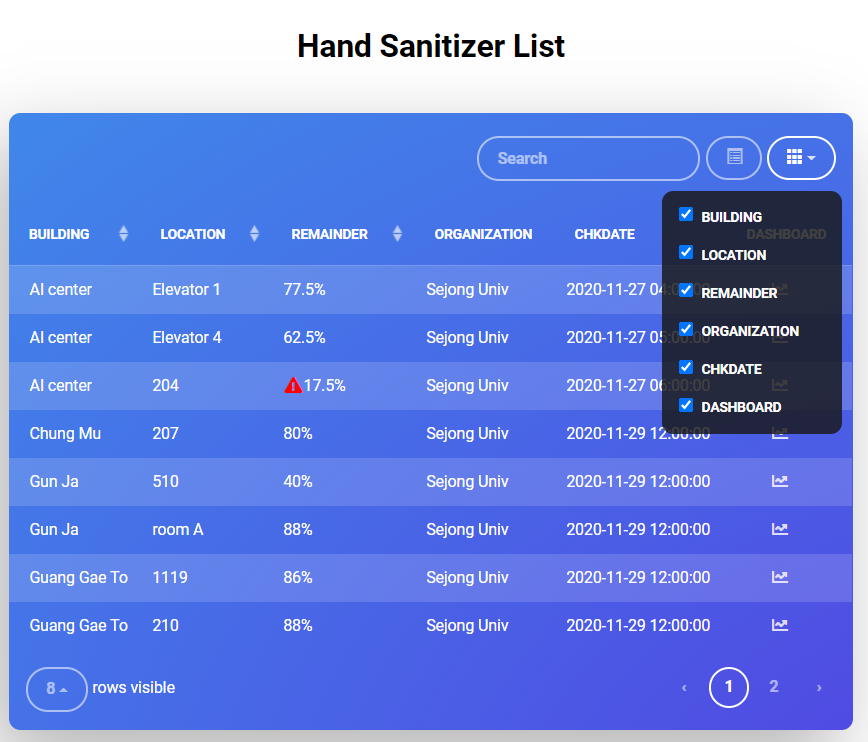 Hand Sanitizer List
Search
BUILDING LOCATION REMAINDER ORGANIZATION CHKDATE DASHBOARD
BUILDING
LOCATION
REMAINDER
ORGANIZATION
CHKDATE
DASHBOARD
AI center Elevator 1 77.5% Sejong Univ 2020-11-27 04:00:00
AI center Elevator 4 62.5% Sejong Univ 2020-11-27 05:00:00
AI center 204 17.5% Sejong Univ 2020-11-27 06:00:00
Chung Mu 207 80% Sejong Univ 2020-11-29 12:00:00
Gun Ja 510 40% Sejong Univ 2020-11-29 12:00:00
Gun Ja room A 88% Sejong Univ 2020-11-29 12:00:00
Guang Gae To 1119 86% Sejong Univ 2020-11-29 12:00:00
Guang Gae To 210 88% Sejong Univ 2020-11-29 12:00:00
8 rows visible ‹ 1 2 ›